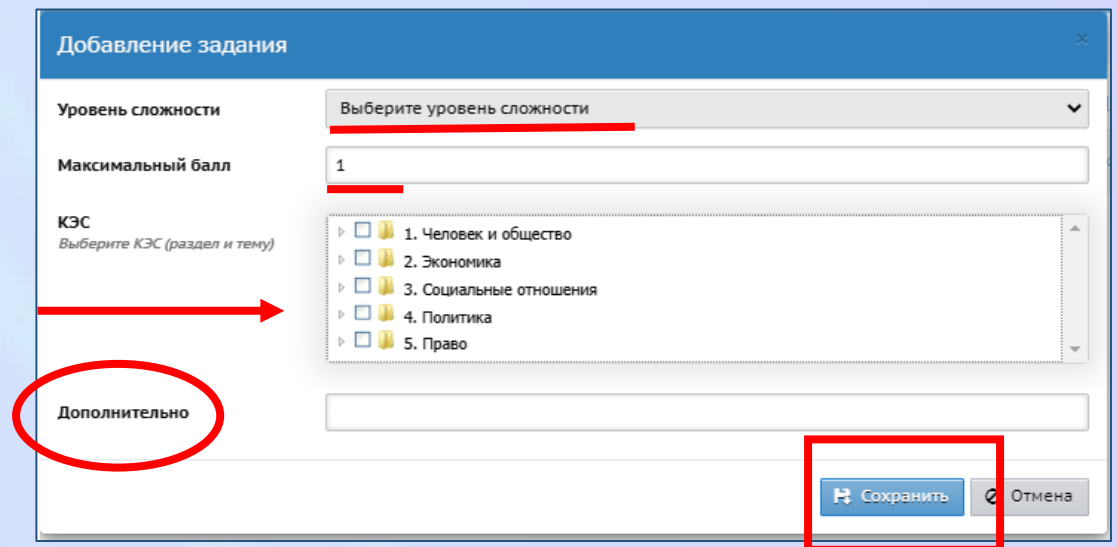 Добавление задания
×
Уровень сложности
Выберите уровень сложности
Максимальный балл
1
КЭС
Выберите КЭС (раздел и тему)
1. Человек и общество
2. Экономика
3. Социальные отношения
4. Политика
5. Право
Дополнительно
Сохранить
Отмена